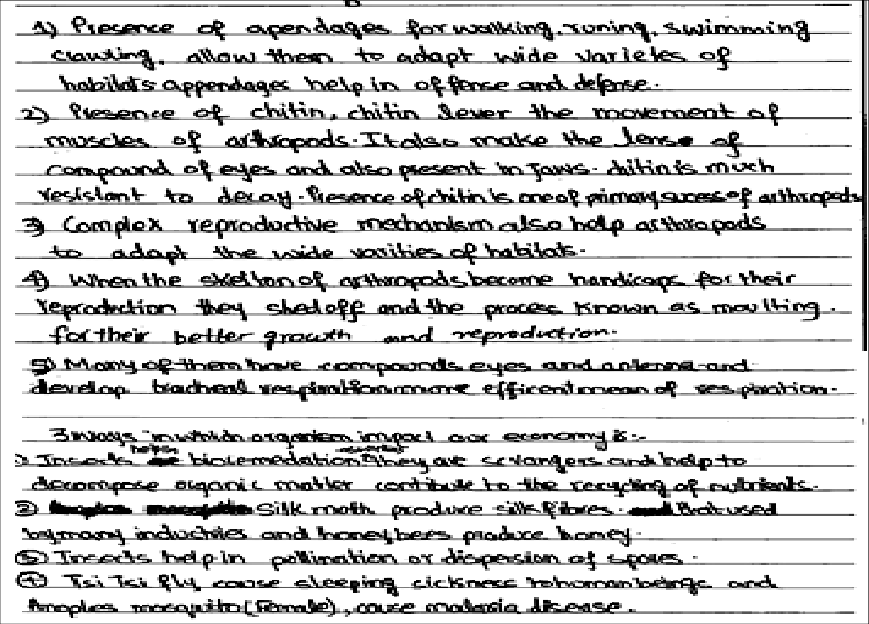 1) Presence of apendages for walking, runing, swimming
crawling, allow them to adapt wide varietes of
habitats appendages help in offence and defense.
2) Presence of chitin, chitin lever the movement of
muscles of arthropods. It also make the lense of
compound of eyes and also present in Jaws. chitin is much
resistant to decay. Presence of chitin is one of primary sucess of arthropods
3) Complex reproductive mechanism also help arthropods
to adapt the wide varities of habitats.
4) When the skeltion of arthropods, become handicaps for their
reproduction they shed off and the process known as moulting.
for their better growth and reproduction.
5) Many of them have compounds eyes and antenna and
develop tracheal respiration more efficent mean of respiration.
3 ways in which organism impact our economy is:-
1) Insects helps bioremediation they are scvangers and help to
decompose organic matter contribute to the recycling of nutrients.
2) Silk moth produce silk fibres. that used
by many industries and honey bees produce honey.
3) Insects help in pollination or dispersion of spores.
4) Tsi Tsi fly, cause sleeping sickness to human beings and
Anoples mosquito (Female), cause malaria disease.